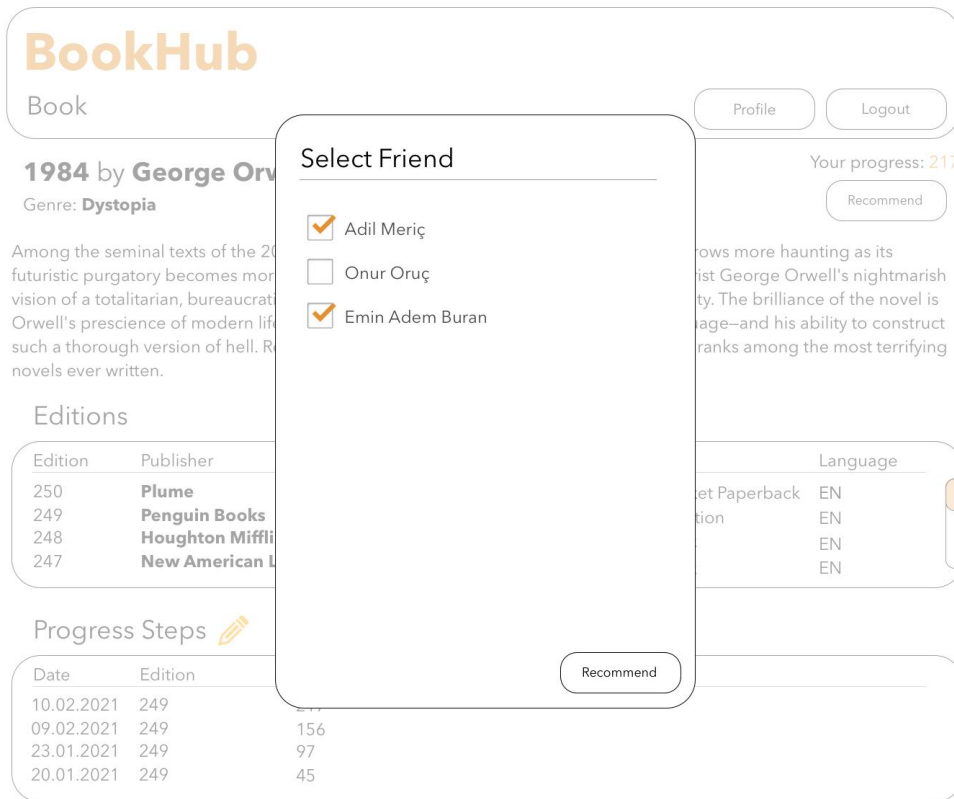 BookHub
Book
Profile
Logout
Select Friend
1984 by George Orw
Your progress: 217
Genre: Dystopia
Recommend
Adil Meriç
Onur Oruç
Emin Adem Buran
Among the seminal texts of the 20 rows more haunting as its
futuristic purgatory becomes mor ist George Orwell's nightmarish
vision of a totalitarian, bureaucrati ty. The brilliance of the novel is
Orwell's prescience of modern life age—and his ability to construct
such a thorough version of hell. Re ranks among the most terrifying
novels ever written.
Editions
Edition Publisher Language
250 Plume et Paperback EN
249 Penguin Books tion EN
248 Houghton Miffli EN
247 New American L EN
Progress Steps
Recommend
Date Edition
10.02.2021 249
09.02.2021 249 156
23.01.2021 249 97
20.01.2021 249 45